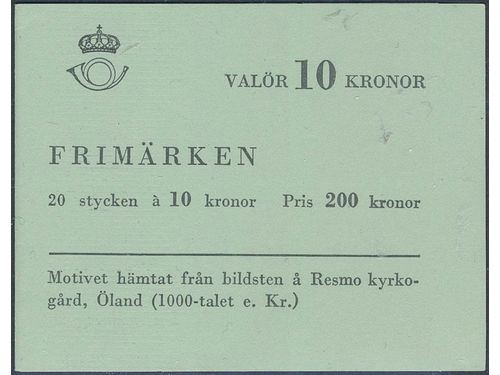 VALÖR 10 KRONOR
FRIMÄRKEN
20 stycken à 10 kronor Pris 200 kronor
Motivet hämtat från bildsten å Resmo kyrko-
gård, Öland (1000-talet e. Kr.)